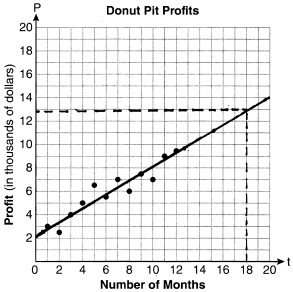 P
Donut Pit Profits
20
18
16
14
12
10
8
6
4
2
Profit (in thousands of dollars)
0 2 4 6 8 10 12 14 16 18 20 t
Number of Months